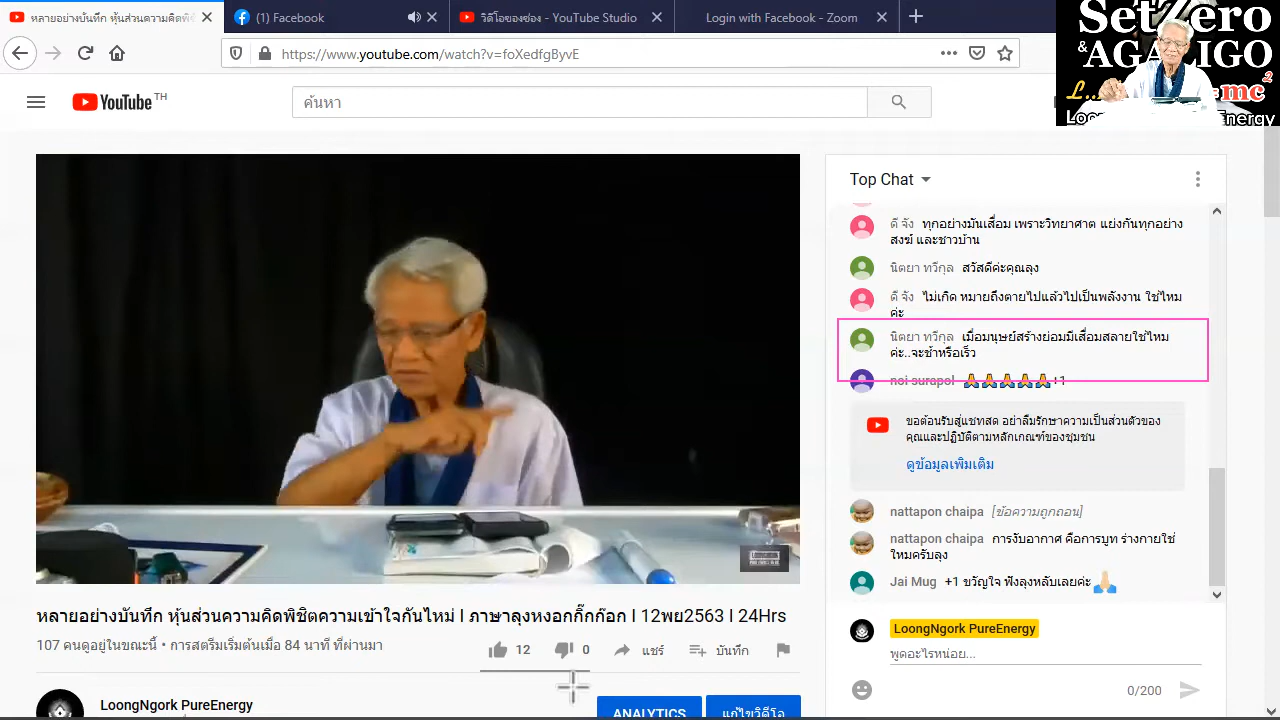 หลายอย่างบันทึก หุ้นส่วนความคิดพิชิ
(1) Facebook
วิดีโอของช่อง - YouTube Studio
Login with Facebook - Zoom
SetZero
&AGALIGO
mc²
Energy
https://www.youtube.com/watch?v=foXedfgByvE
YouTube TH
ค้นหา
Top Chat
ดี จัง ทุกอย่างมันเสื่อม เพราะวิทยาศาต แย่งกันทุกอย่าง
สงฆ์ และชาวบ้าน
นิตยา ทวีกุล สวัสดีค่ะคุณลุง
ดี จัง ไม่เกิด หมายถึงตายไปแล้วไปเป็นพลังงาน ใช่ไหม
ค่ะ
นิตยา ทวีกุล เมื่อมนุษย์สร้างย่อมมีเสื่อมสลายใช่ไหม
ค่ะ..จะช้าหรือเร็ว
noi surapol 🙏🙏🙏🙏🙏+1
ขอต้อนรับสู่แชทสด อย่าลืมรักษาความเป็นส่วนตัวของ
คุณและปฏิบัติตามหลักเกณฑ์ของชุมชน
ดูข้อมูลเพิ่มเติม
nattapon chaipa [ข้อความถูกถอน]
nattapon chaipa การงับอากาศ คือการบูท ร่างกายใช่
ใหมครับลุง
Jai Mug +1 ขวัญใจ ฟังลุงหลับเลยค่ะ🙏🏻
หลายอย่างบันทึก หุ้นส่วนความคิดพิชิตความเข้าใจกันไหม่ I ภาษาลุงหงอกกิ๊กก๊อก I 12พย2563 I 24Hrs
107 คนดูอยู่ในขณะนี้ • การสตรีมเริ่มต้นเมื่อ 84 นาที ที่ผ่านมา
12
0
แชร์
บันทึก
LoongNgork PureEnergy
พูดอะไรหน่อย...
0/200
LoongNgork PureEnergy
ANALYTICS
แก้ไขวิดีโอ